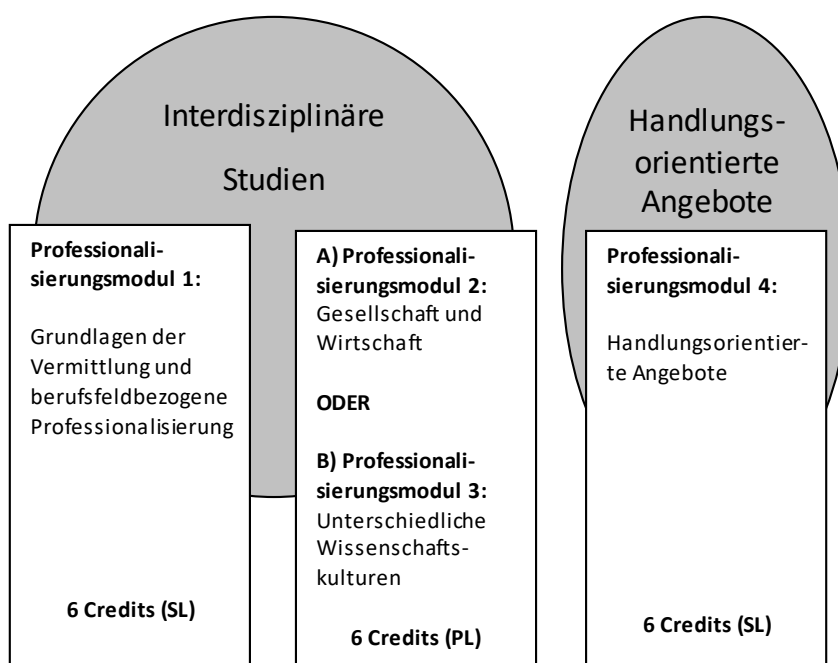 Interdisziplinäre
Studien
Handlungs-
orientierte
Angebote
Professionali-
sierungsmodul 1:
Grundlagen der
Vermittlung und
berufsfeldbezogene
Professionalisierung
6 Credits (SL)
A) Professionali-
sierungsmodul 2:
Gesellschaft und
Wirtschaft
ODER
B) Professionali-
sierungsmodul 3:
Unterschiedliche
Wissenschafts-
kulturen
6 Credits (PL)
Professionali-
sierungsmodul 4:
Handlungsorientier-
te Angebote
6 Credits (SL)